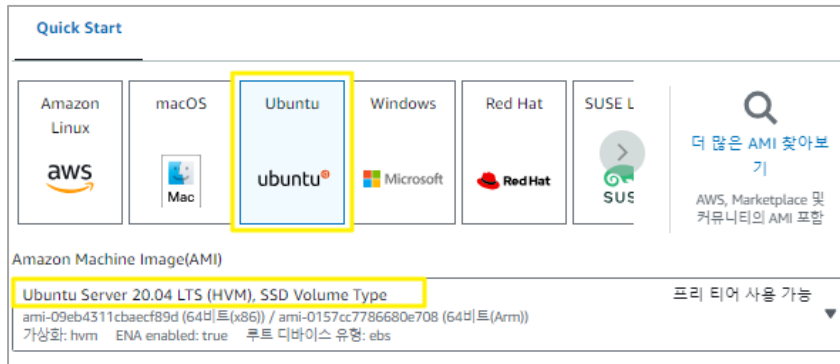 Quick Start
Amazon Linux
aws
macOS
Mac
Ubuntu
ubuntu®
Windows
Microsoft
Red Hat
Red Hat
SUSE L
SUS
더 많은 AMI 찾아보
기
AWS, Marketplace 및
커뮤니티의 AMI 포함
Amazon Machine Image(AMI)
Ubuntu Server 20.04 LTS (HVM), SSD Volume Type
프리 티어 사용 가능
ami-09eb4311cbaecf89d (64비트(x86)) / ami-0157cc7786680e708 (64비트(Arm))
가상화: hvm ENA enabled: true 루트 디바이스 유형: ebs